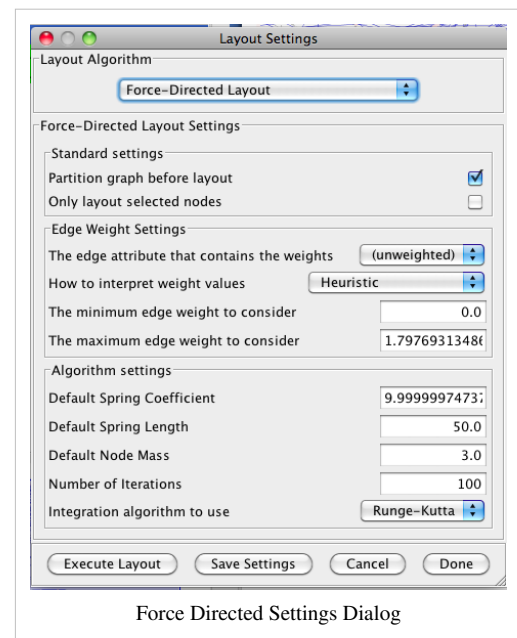 Layout Settings
Layout Algorithm
Force-Directed Layout
Force-Directed Layout Settings
Standard settings
Partition graph before layout
Only layout selected nodes
Edge Weight Settings
The edge attribute that contains the weights (unweighted)
How to interpret weight values Heuristic
The minimum edge weight to consider 0.0
The maximum edge weight to consider 1.7976931348
Algorithm settings
Default Spring Coefficient 9.9999997473
Default Spring Length 50.0
Default Node Mass 3.0
Number of Iterations 100
Integration algorithm to use Runge-Kutta
Execute Layout Save Settings Cancel Done
Force Directed Settings Dialog